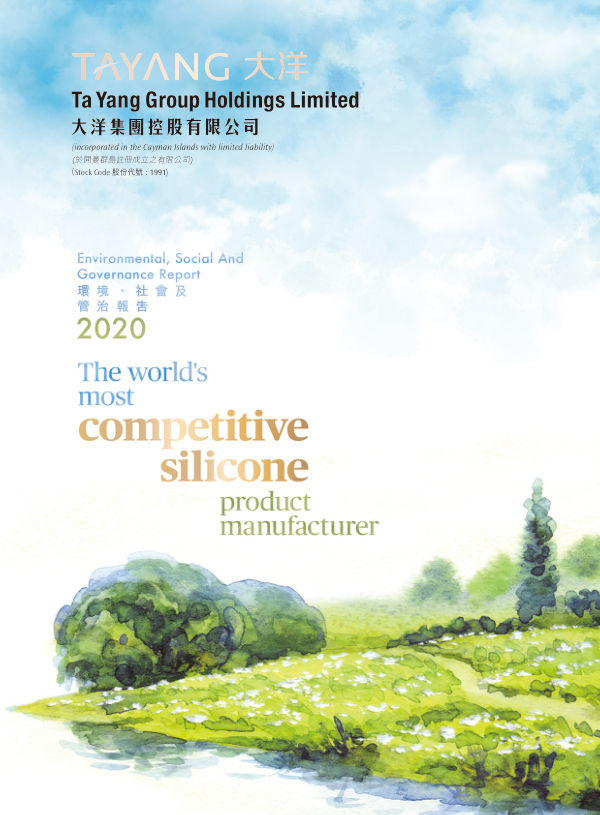 TAYANG 大洋
Ta Yang Group Holdings Limited
大洋集團控股有限公司
(incorporated in the Cayman Islands with limited liability)
(於開曼群島註冊成立之有限公司)
(Stock Code 股份代號 : 1991)
Environmental, Social And
Governance Report
環境、社會及
管治報告
2020
The world's
most
competitive
silicone
product
manufacturer